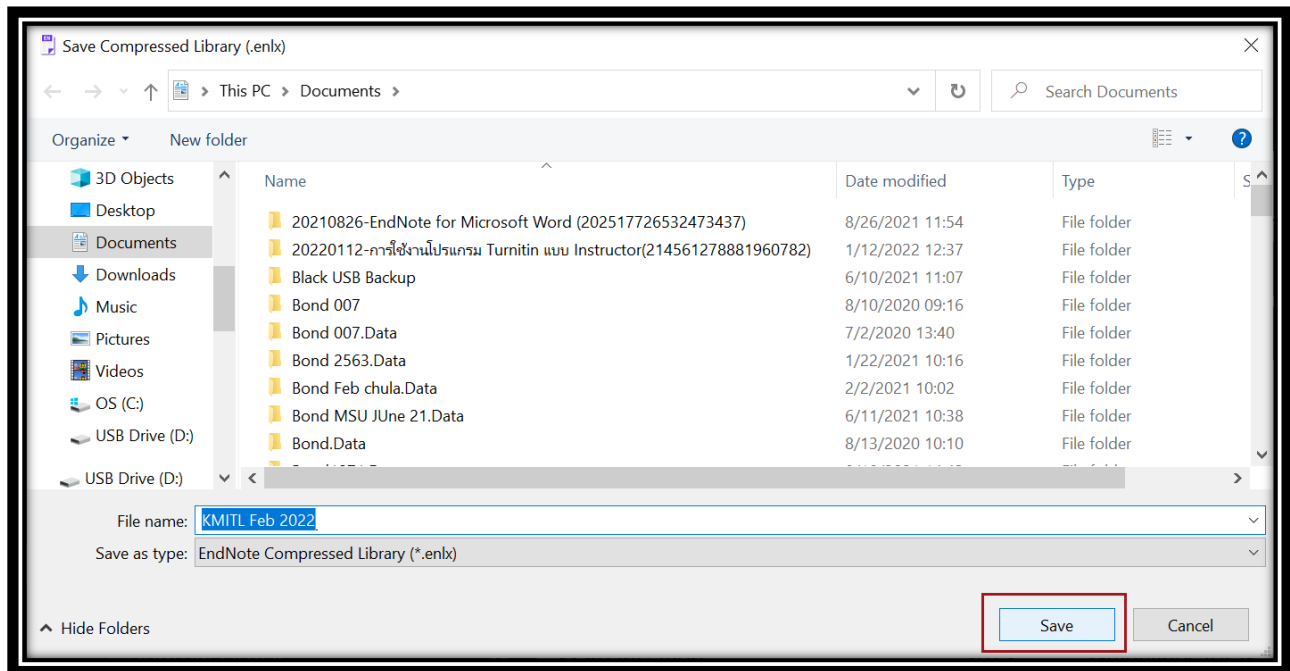 Save Compressed Library (.enlx)
This PC > Documents >
Search Documents
Organize
New folder
3D Objects
Desktop
Documents
Downloads
Music
Pictures
Videos
OS (C:)
USB Drive (D:)
USB Drive (D:)
Name Date modified Type S
20210826-EndNote for Microsoft Word (202517726532473437) 8/26/2021 11:54 File folder
20220112-การใช้งานโปรแกรม Turnitin แบบ Instructor(214561278881960782) 1/12/2022 12:37 File folder
Black USB Backup 6/10/2021 11:07 File folder
Bond 007 8/10/2020 09:16 File folder
Bond 007.Data 7/2/2020 13:40 File folder
Bond 2563.Data 1/22/2021 10:16 File folder
Bond Feb chula.Data 2/2/2021 10:02 File folder
Bond MSU JUne 21.Data 6/11/2021 10:38 File folder
Bond.Data 8/13/2020 10:10 File folder
File name: KMITL Feb 2022
Save as type: EndNote Compressed Library (*.enlx)
Hide Folders
Save
Cancel